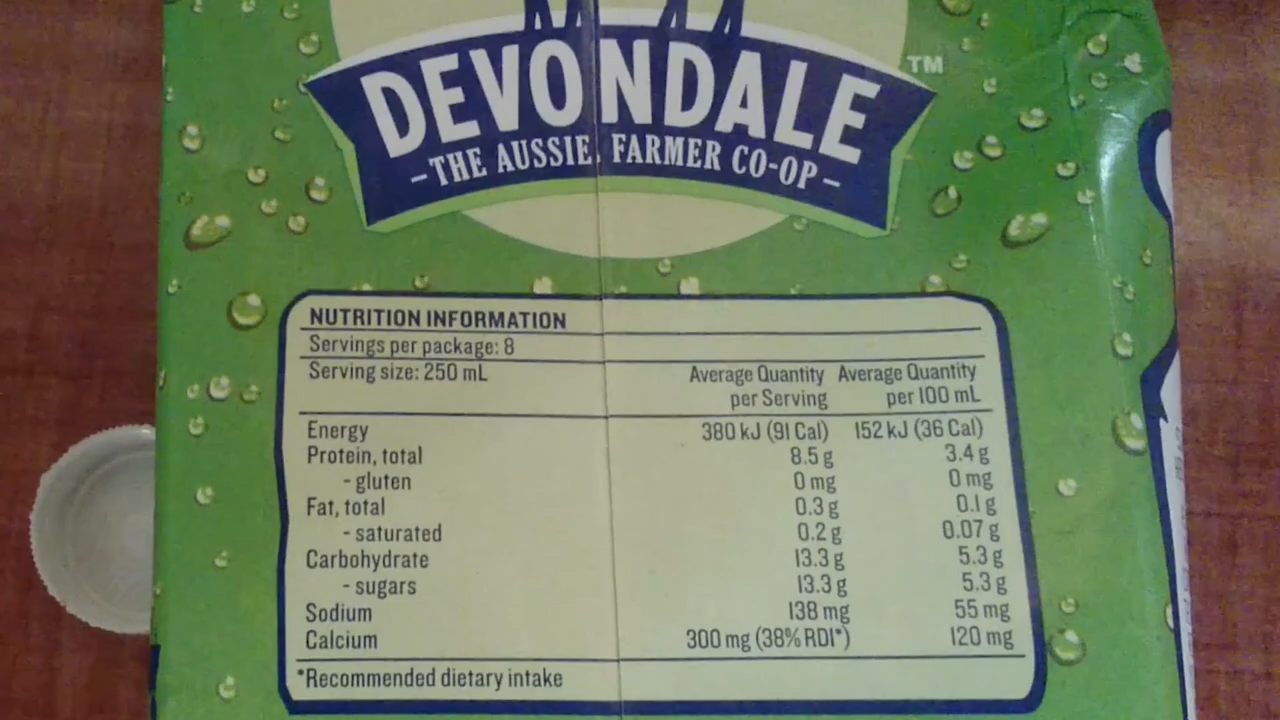 DEVONDALE
TM
-THE AUSSIE FARMER CO-OP-
NUTRITION INFORMATION
Servings per package: 8
Serving size: 250 mL
Average Quantity per Serving
Average Quantity per 100 mL
Energy 380 kJ (91 Cal) 152 kJ (36 Cal)
Protein, total 8.5 g 3.4 g
- gluten 0 mg 0 mg
Fat, total 0.3 g 0.1 g
- saturated 0.2 g 0.07 g
Carbohydrate 13.3 g 5.3 g
- sugars 13.3 g 5.3 g
Sodium 138 mg 55 mg
Calcium 300 mg (38% RDI*) 120 mg
*Recommended dietary intake